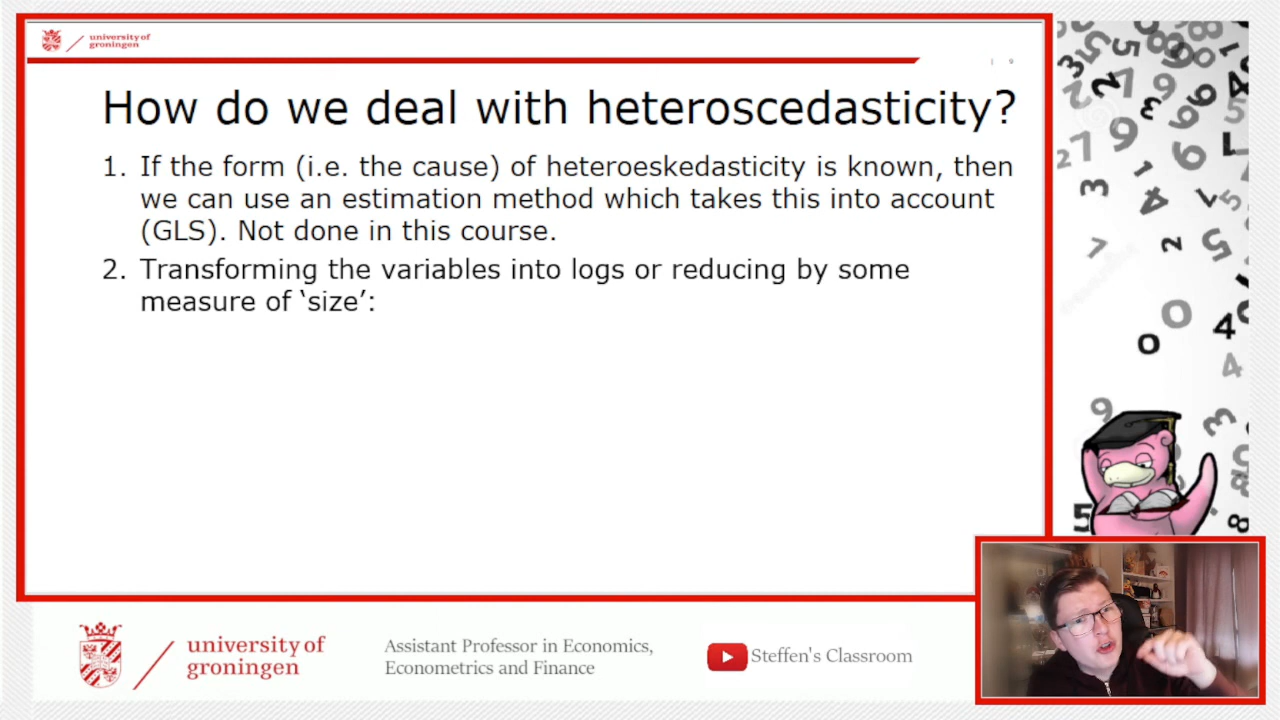 university of
groningen
| 9
How do we deal with heteroscedasticity?
1. If the form (i.e. the cause) of heteroeskedasticity is known, then
we can use an estimation method which takes this into account
(GLS). Not done in this course.
2. Transforming the variables into logs or reducing by some
measure of ‘size’:
university of
groningen
Assistant Professor in Economics,
Econometrics and Finance
Steffen's Classroom